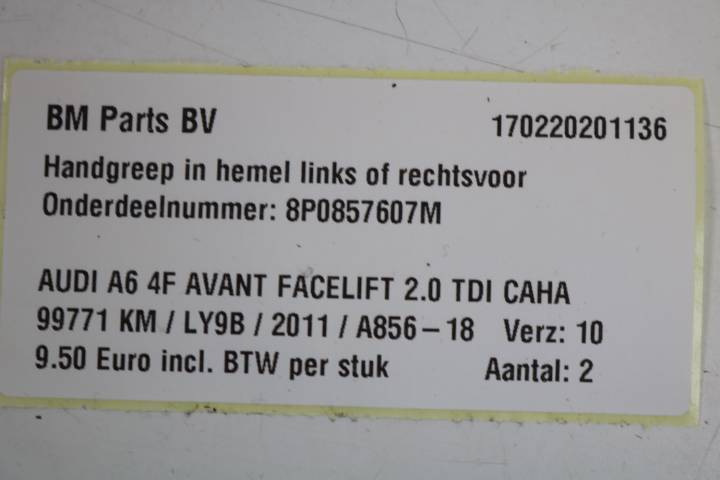 BM Parts BV 170220201136
Handgreep in hemel links of rechtsvoor
Onderdeelnummer: 8P0857607M
AUDI A6 4F AVANT FACELIFT 2.0 TDI CAHA
99771 KM / LY9B / 2011 / A856-18 Verz: 10
9.50 Euro incl. BTW per stuk Aantal: 2